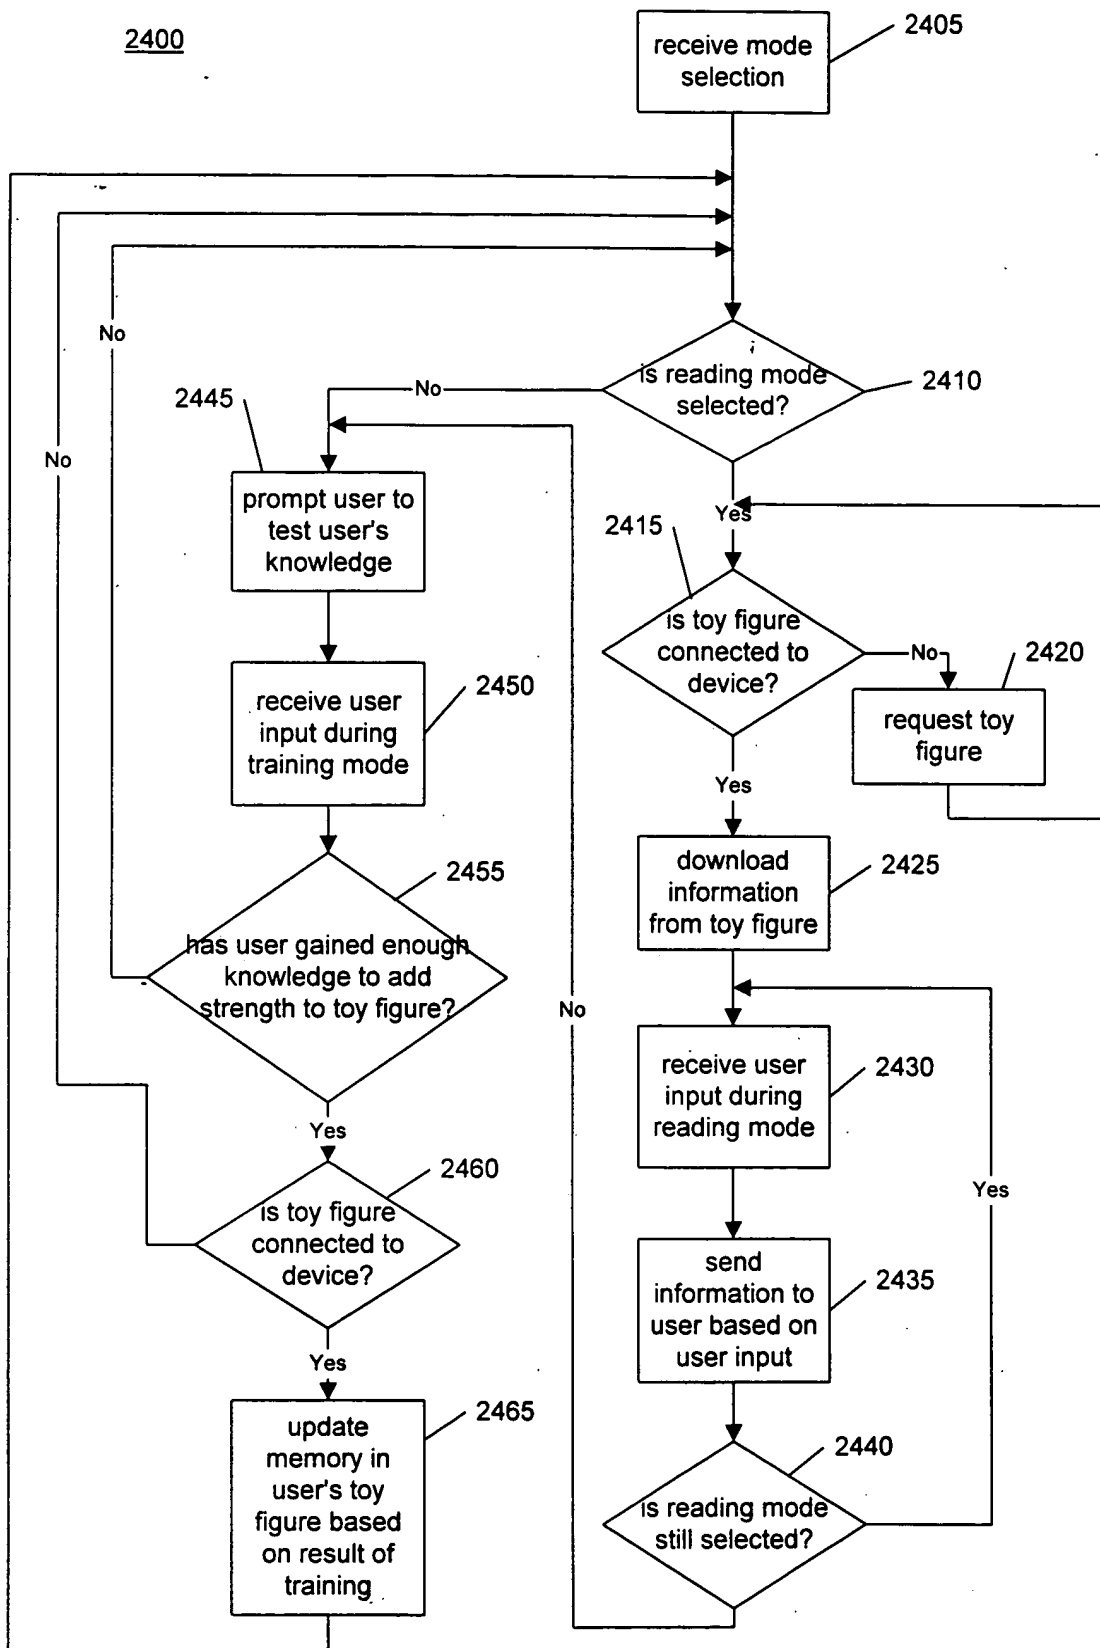 2400
receive mode
selection
2405
No
is reading mode
selected?
2410
No
2445
prompt user to
test user's
knowledge
No
Yes
2415
is toy figure
connected to
device?
No
2420
request toy
figure
receive user
input during
training mode
2450
Yes
download
information
from toy figure
2425
2455
has user gained enough
knowledge to add
strength to toy figure?
No
receive user
input during
reading mode
2430
Yes
2460
is toy figure
connected to
device?
Yes
send
information to
user based on
user input
2435
Yes
update
memory in
user's toy
figure based
on result of
training
2465
2440
is reading mode
still selected?